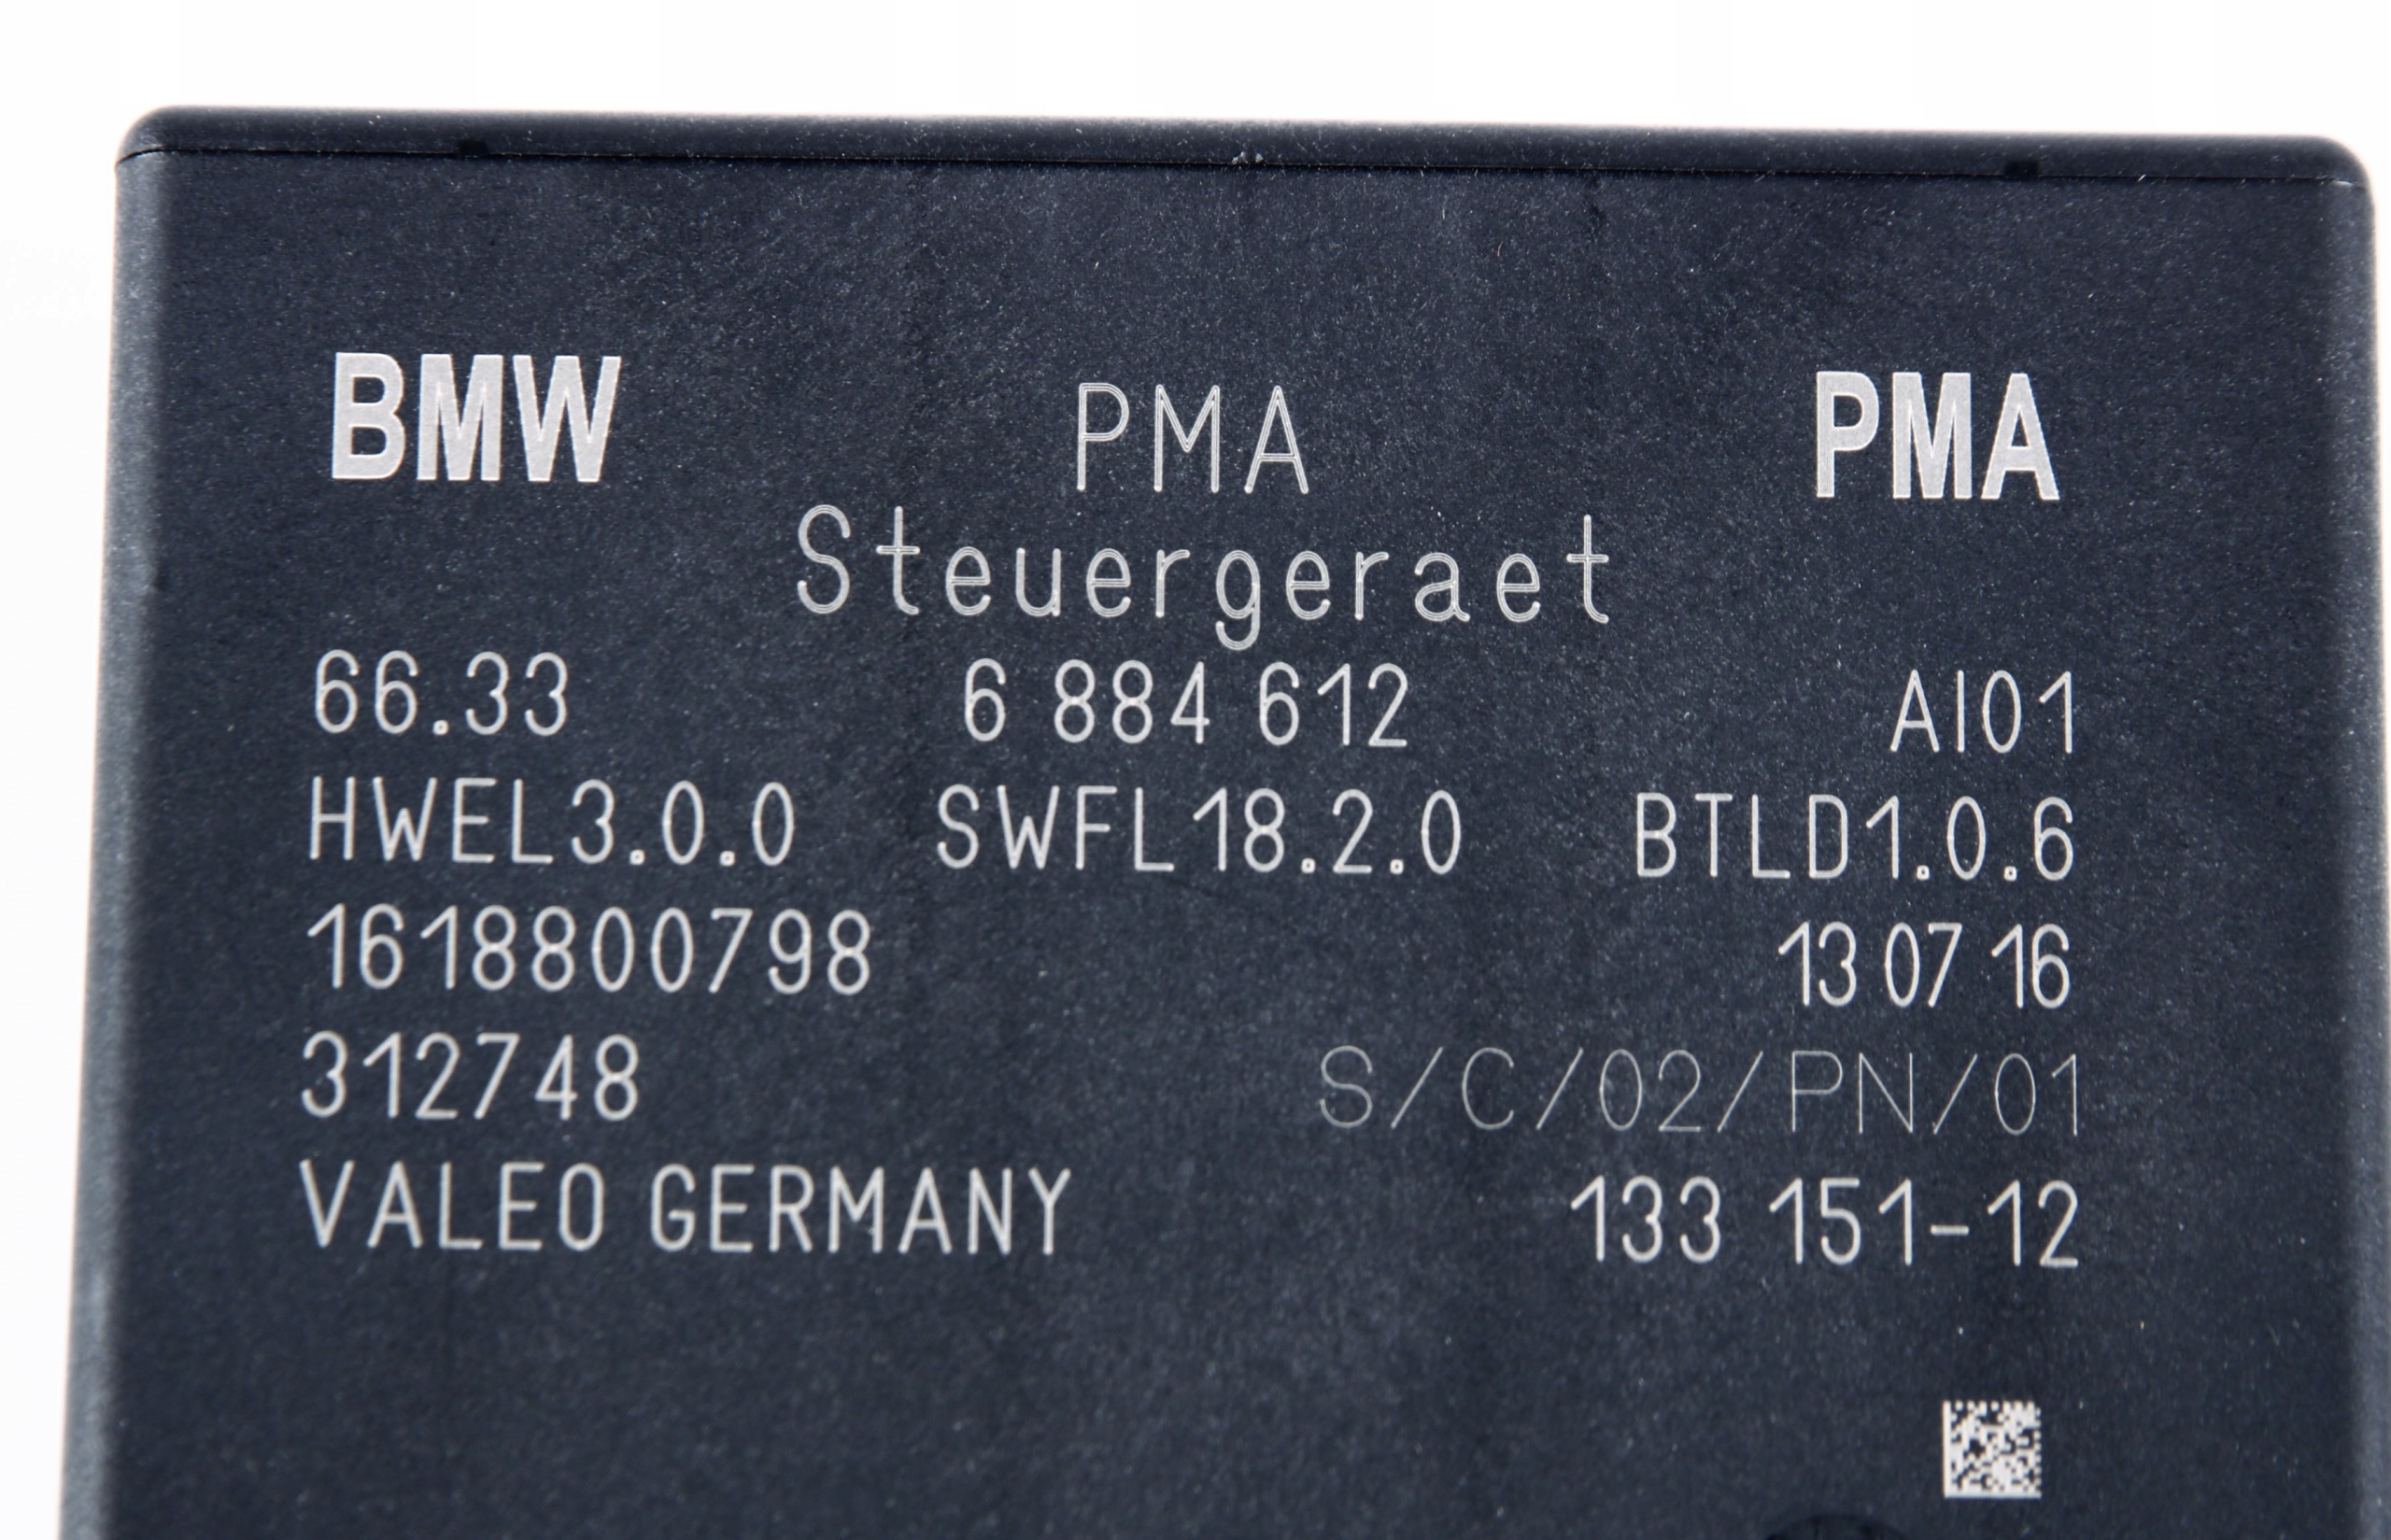 BMW PMA PMA
Steuergeraet
66.33 6 884 612 AI01
HWEL3.0.0 SWFL18.2.0 BTLD1.0.6
1618800798 13 07 16
312748 S/C/02/PN/01
VALEO GERMANY 133 151-12